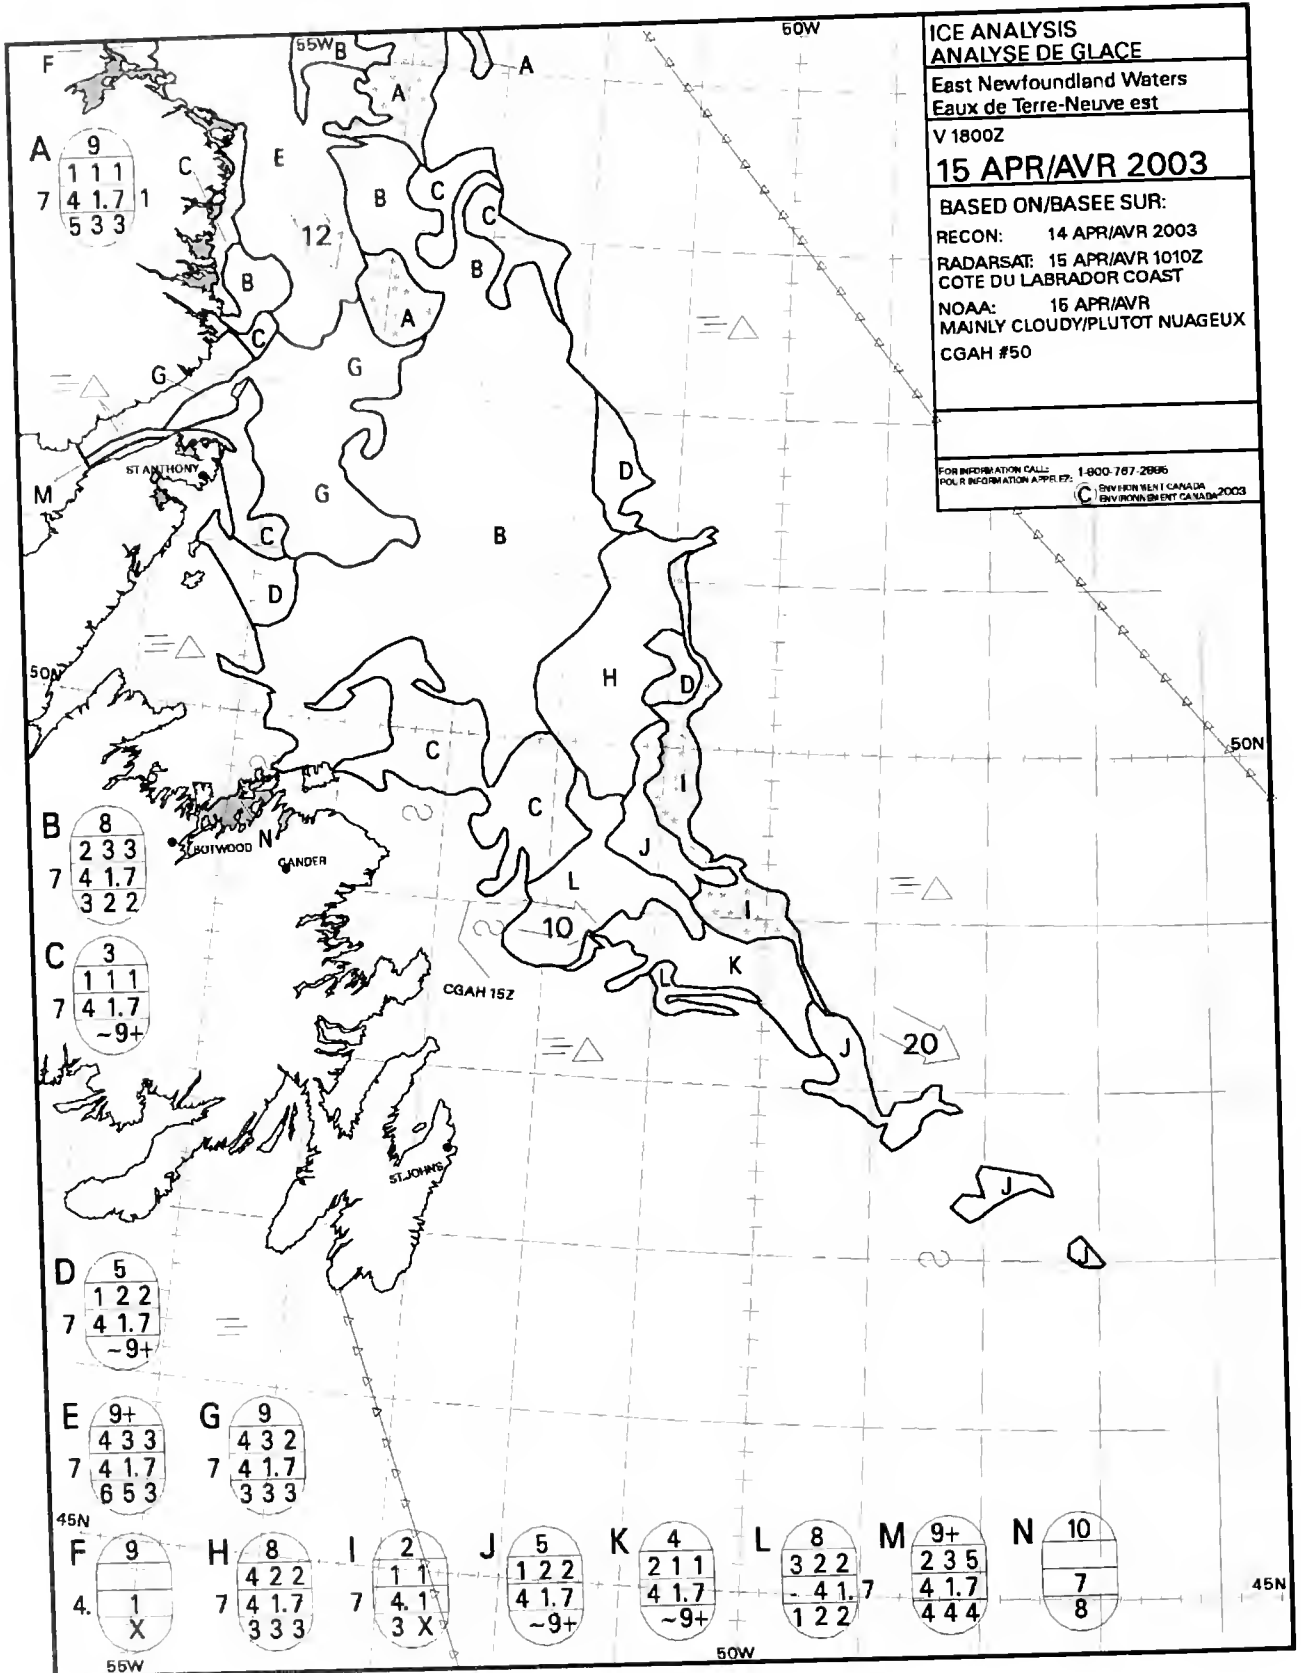 55W
50W
ICE ANALYSIS
ANALYSE DE GLACE
East Newfoundland Waters
Eaux de Terre-Neuve est
V 1800Z
15 APR/AVR 2003
BASED ON/BASEE SUR:
RECON: 14 APR/AVR 2003
RADARSAT: 15 APR/AVR 1010Z
COTE DU LABRADOR COAST
NOAA: 15 APR/AVR
MAINLY CLOUDY/PLUTOT NUAGEUX
CGAH #50
FOR INFORMATION CALL: 1-800-767-2885
POUR INFORMATION APPELEZ:
C ENVIRONMENT CANADA
ENVIRONNEMENT CANADA 2003
F
B
A
A
C
E
B
C
C
12
B
B
A
C
G
G
D
M
ST ANTHONY
G
B
C
D
50N
H
D
50N
C
I
C
J
BOTWOOD N
GANDER
L
I
10
K
L
CGAH 15Z
J
20
ST.JOHN'S
J
J
A
9
1 1 1
7 4 1.7 1
5 3 3
B
8
2 3 3
7 4 1.7
3 2 2
C
3
1 1 1
7 4 1.7
~9+
D
5
1 2 2
7 4 1.7
~9+
E
9+
4 3 3
7 4 1.7
6 5 3
G
9
4 3 2
7 4 1.7
3 3 3
45N
F
9
4. 1
X
H
8
4 2 2
7 4 1.7
3 3 3
I
2
1 1
7 4. 1
3 X
J
5
1 2 2
4 1.7
~9+
K
4
2 1 1
4 1.7
~9+
L
8
3 2 2
- 4 1. 7
1 2 2
M
9+
2 3 5
4 1.7
4 4 4
N
10
7
8
45N
55W
50W